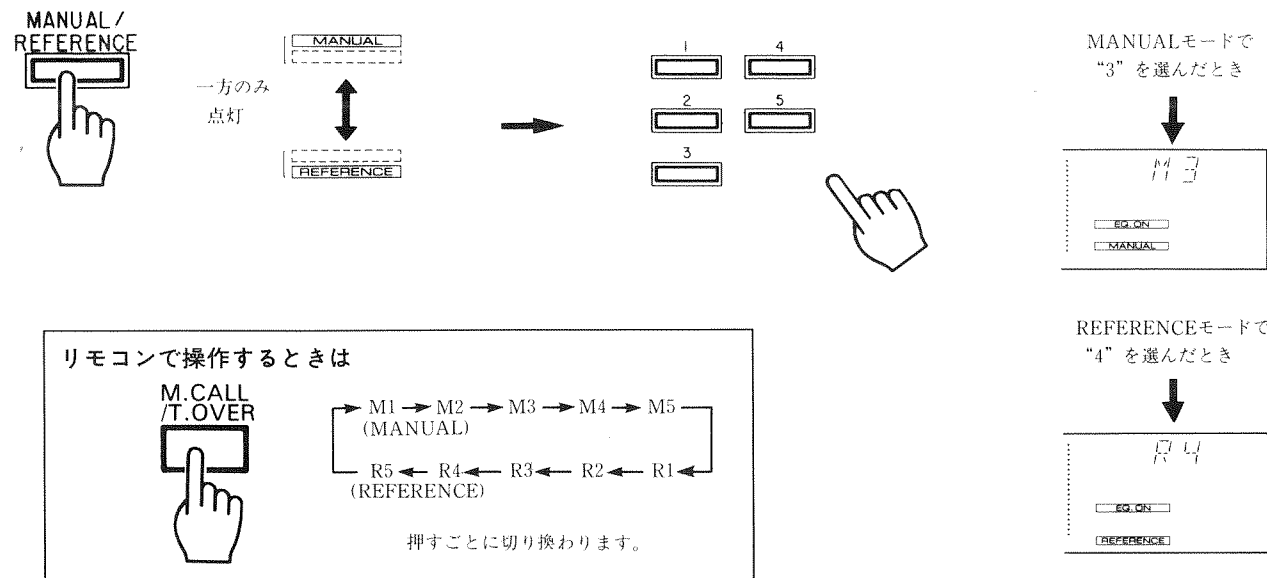 MANUAL/
REFERENCE
一方のみ
点灯
MANUAL
REFERENCE
1
4
2
5
3
MANUALモードで
“3”を選んだとき
M 3
EQ. ON
MANUAL
REFERENCEモードで
“4”を選んだとき
R 4
EQ. ON
REFERENCE
リモコンで操作するときは
M.CALL
/T.OVER
M1 → M2 → M3 → M4 → M5
(MANUAL)
R5 ← R4 ← R3 ← R2 ← R1
(REFERENCE)
押すごとに切り換わります。